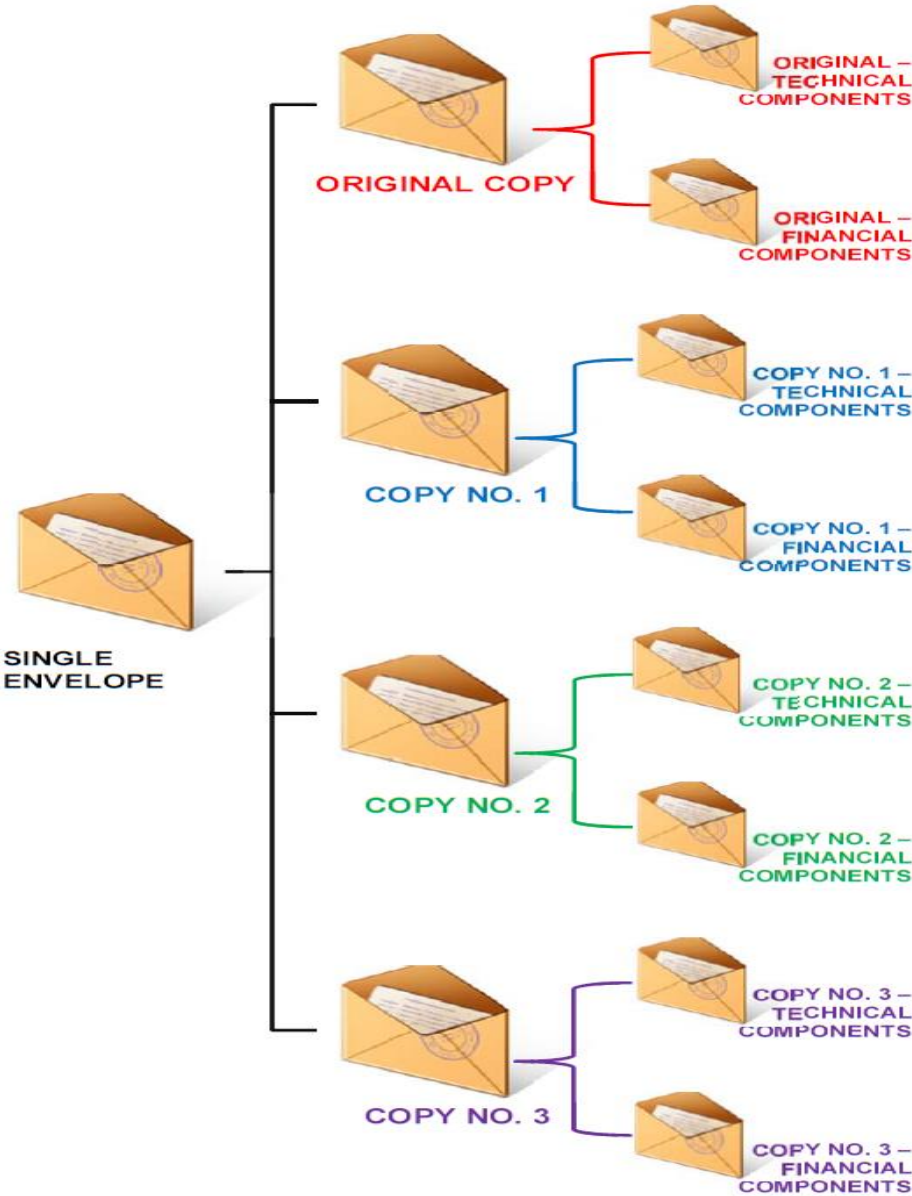 ORIGINAL –
TECHNICAL
COMPONENTS
ORIGINAL COPY
ORIGINAL –
FINANCIAL
COMPONENTS
COPY NO. 1 –
TECHNICAL
COMPONENTS
COPY NO. 1
COPY NO. 1 –
FINANCIAL
COMPONENTS
SINGLE
ENVELOPE
COPY NO. 2 –
TECHNICAL
COMPONENTS
COPY NO. 2
COPY NO. 2 –
FINANCIAL
COMPONENTS
COPY NO. 3 –
TECHNICAL
COMPONENTS
COPY NO. 3
COPY NO. 3 –
FINANCIAL
COMPONENTS